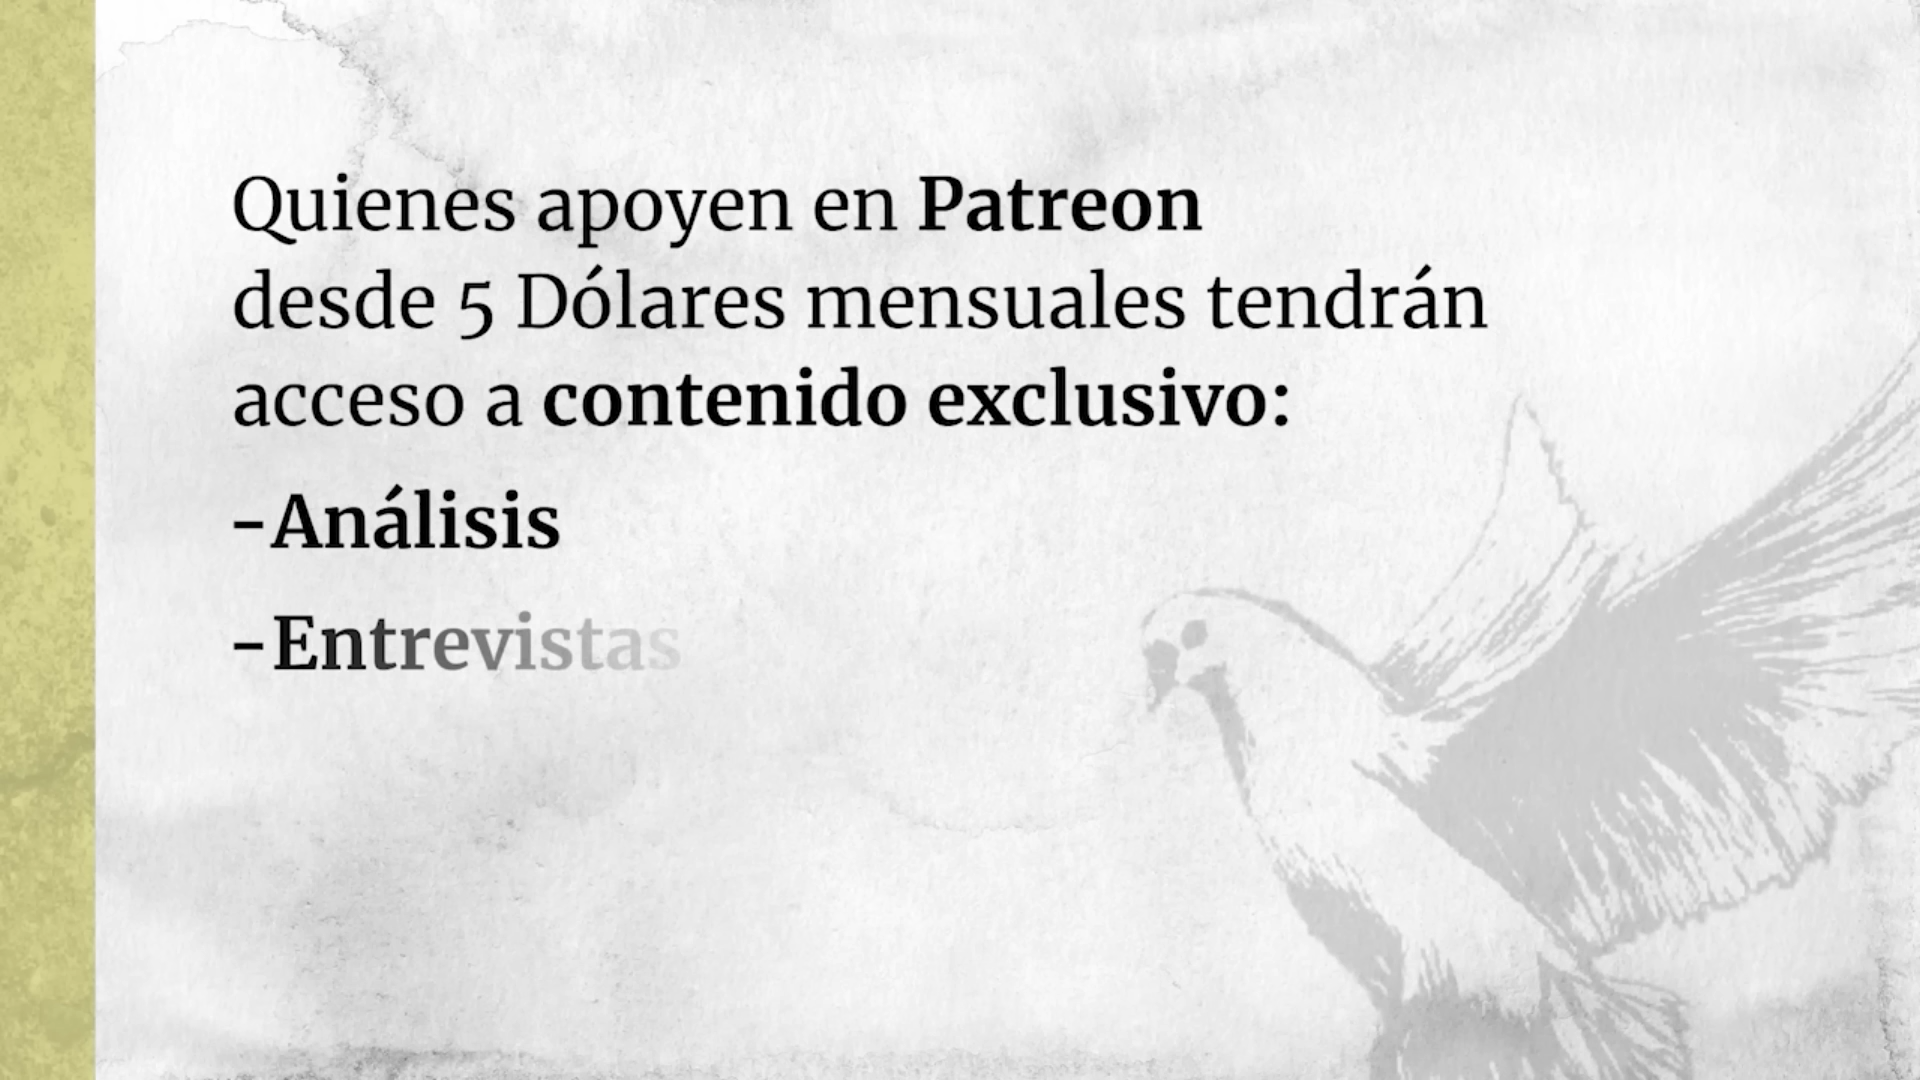 Quienes apoyen en Patreon
desde 5 Dólares mensuales tendrán
acceso a contenido exclusivo:
-Análisis
-Entrevistas